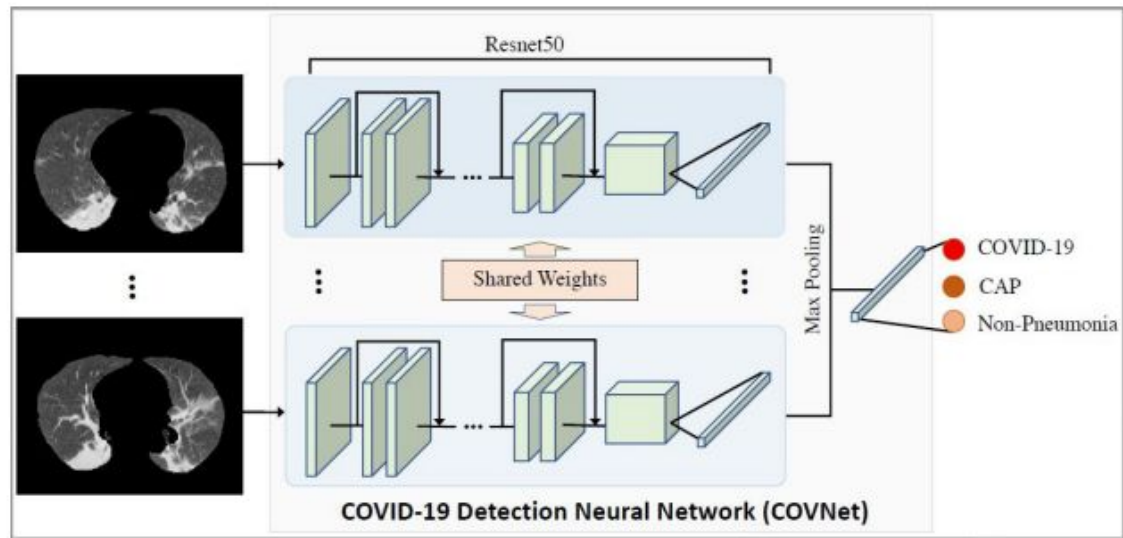 Resnet50
Shared Weights
Max Pooling
COVID-19
CAP
Non-Pneumonia
COVID-19 Detection Neural Network (COVNet)